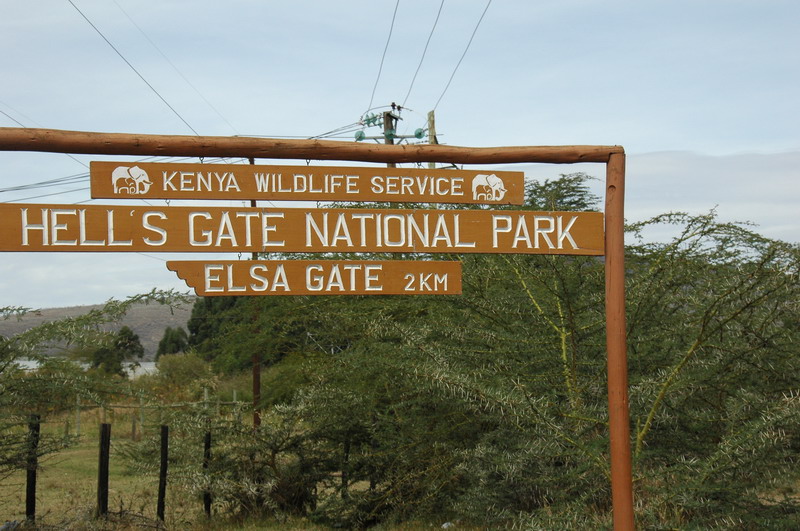 KENYA WILDLIFE SERVICE
HELL'S GATE NATIONAL PARK
ELSA GATE 2KM